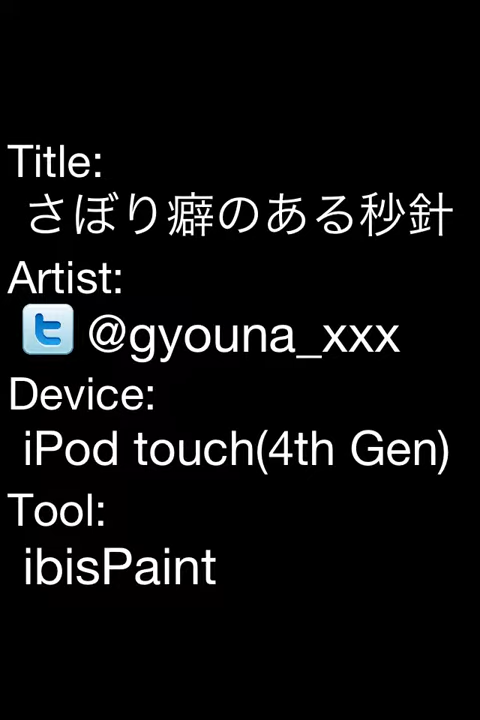 Title:
さぼり癖のある秒針
Artist:
@gyouna_xxx
Device:
iPod touch(4th Gen)
Tool:
ibisPaint